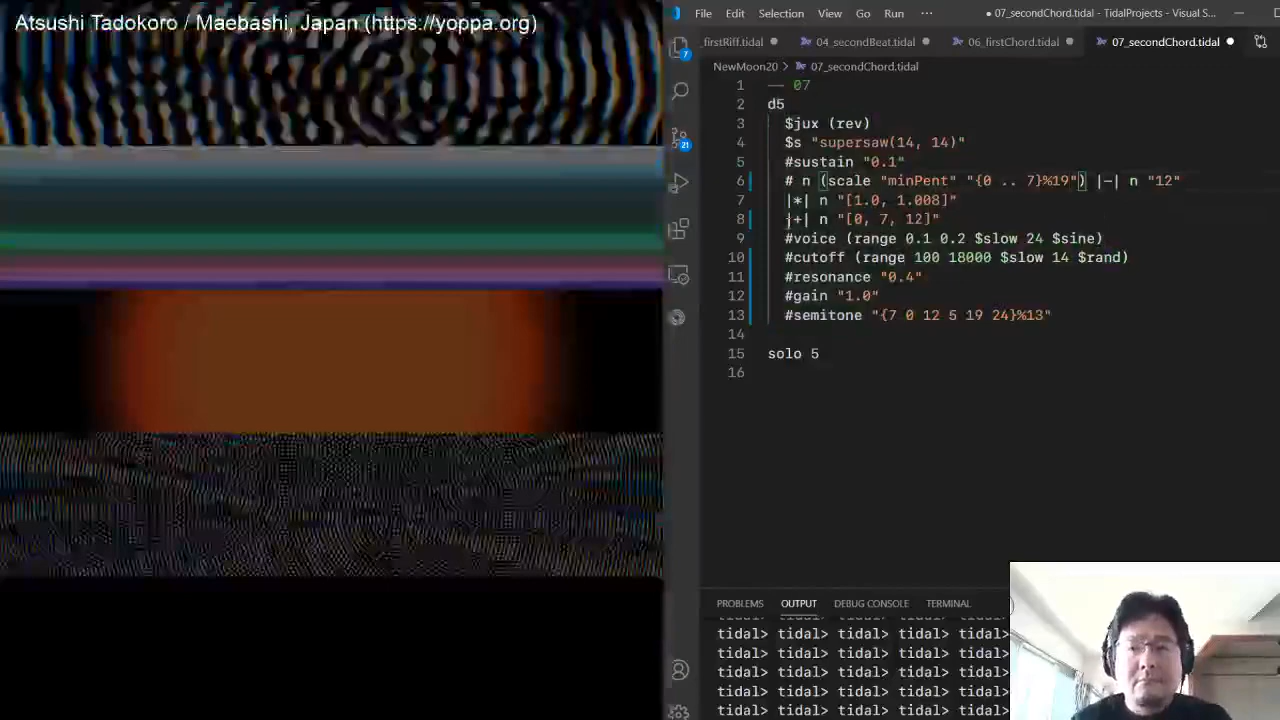 Atsushi Tadokoro / Maebashi, Japan (https://yoppa.org)
File Edit Selection View Go Run ··· ● 07_secondChord.tidal - TidalProjects - Visual S...
_firstRiff.tidal ● 04_secondBeat.tidal ● 06_firstChord.tidal ● 07_secondChord.tidal ●
NewMoon20 > 07_secondChord.tidal
1 -- 07
2 d5
3 $jux (rev)
4 $s "supersaw(14, 14)"
5 #sustain "0.1"
6 # n (scale "minPent" "{0 .. 7}%19") |-| n "12"
7 |*| n "[1.0, 1.008]"
8 |+| n "[0, 7, 12]"
9 #voice (range 0.1 0.2 $slow 24 $sine)
10 #cutoff (range 100 18000 $slow 14 $rand)
11 #resonance "0.4"
12 #gain "1.0"
13 #semitone "{7 0 12 5 19 24}%13"
14
15 solo 5
16
7
21
PROBLEMS OUTPUT DEBUG CONSOLE TERMINAL
tidal> tidal> tidal> tidal> tidal>
tidal> tidal> tidal> tidal> tidal>
tidal> tidal> tidal> tidal> tidal>
tidal> tidal> tidal> tidal> tidal>
tidal> tidal> tidal> tidal> tidal>